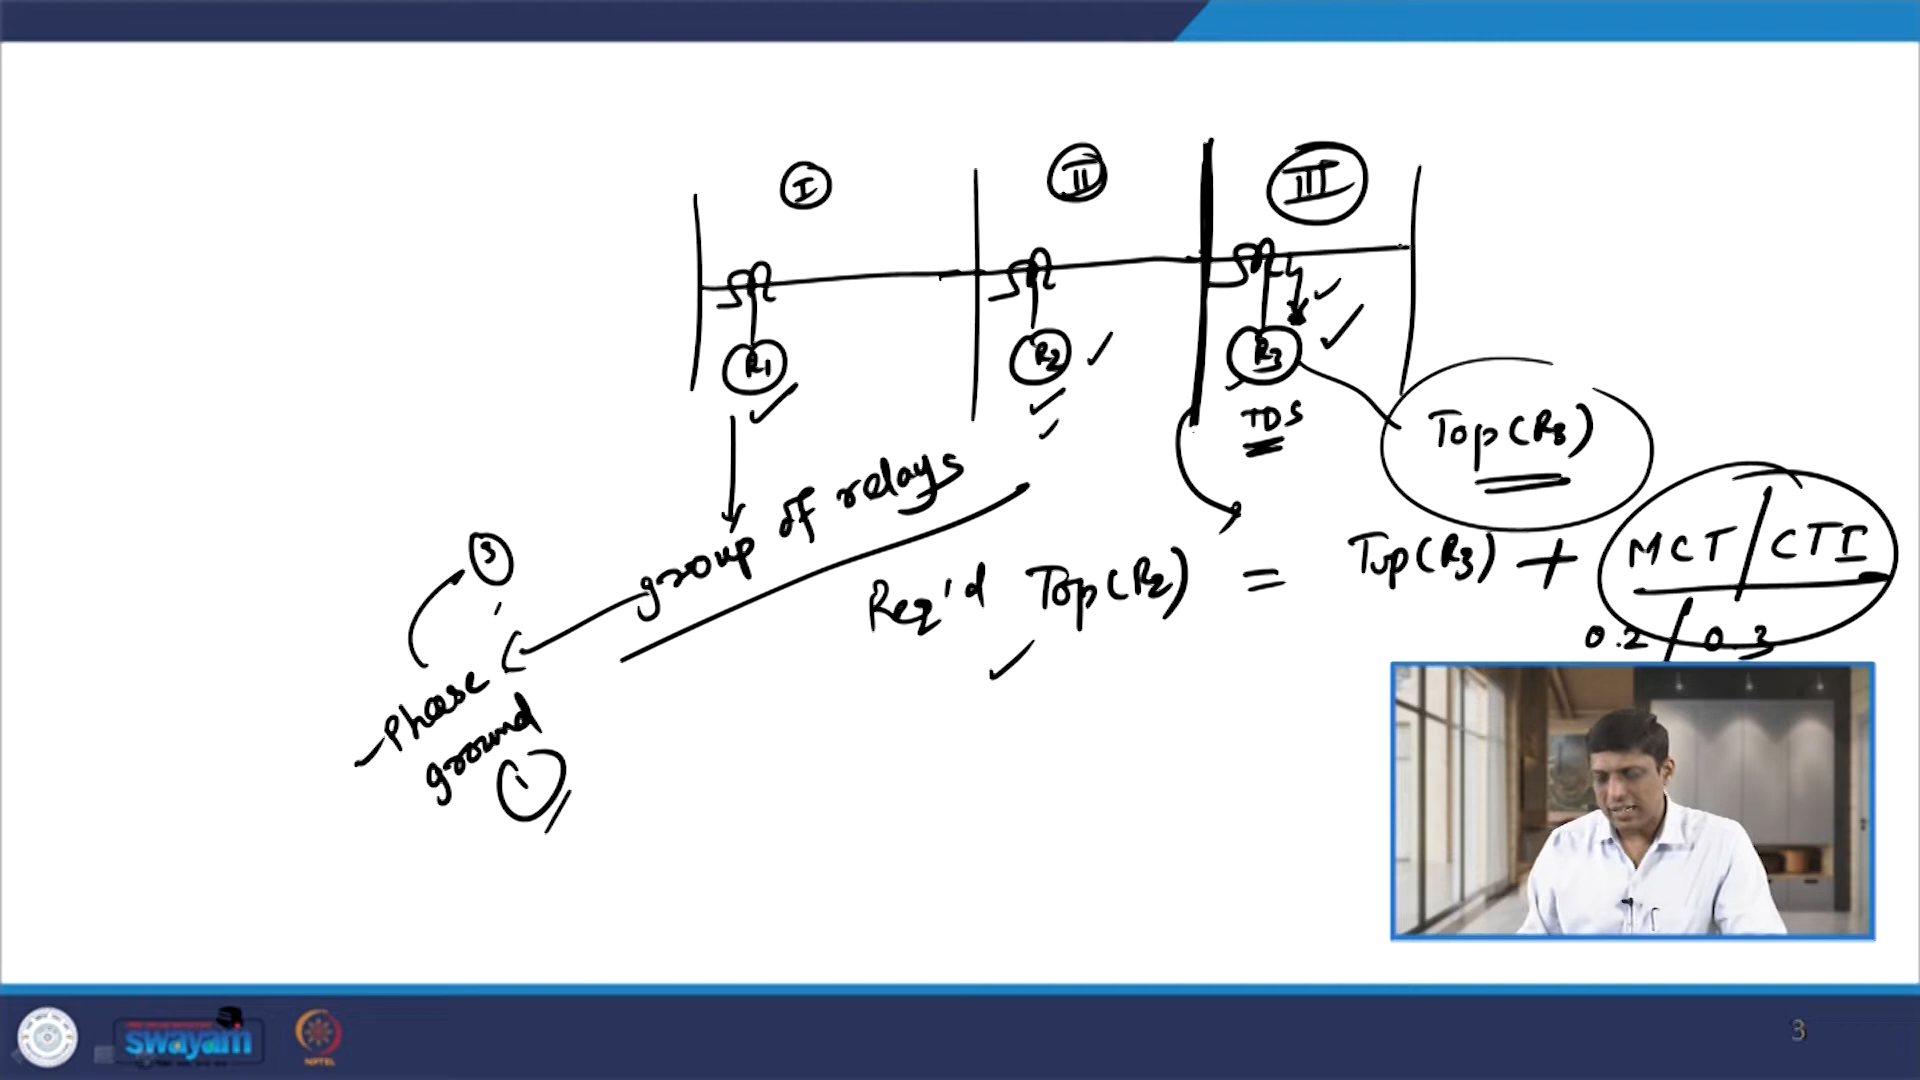 I
II
III
R1
R2
R3
TDS
Top(R3)
group of relays
3
Req'd Top(R2) = Top(R3) + MCT/CTI
0.2/0.3
Phase
ground
1
swayam
NPTEL
3